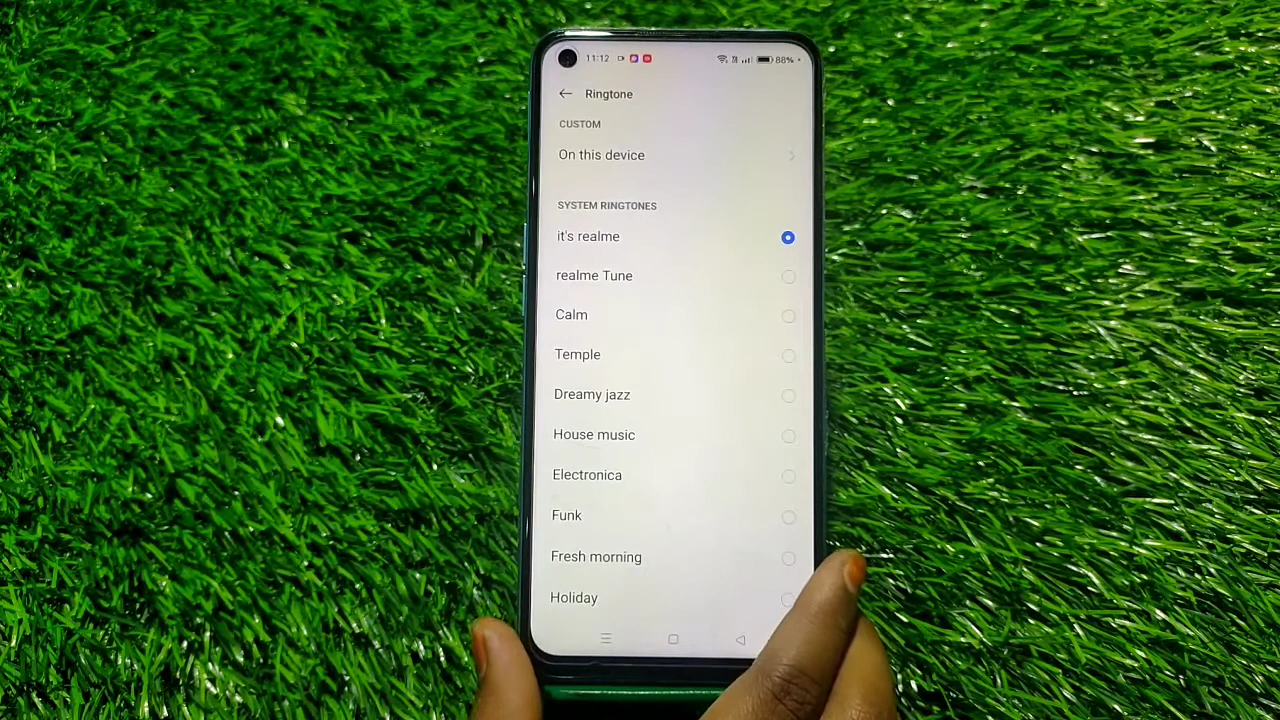 11:12 88%
Ringtone
CUSTOM
On this device
SYSTEM RINGTONES
it's realme
realme Tune
Calm
Temple
Dreamy jazz
House music
Electronica
Funk
Fresh morning
Holiday